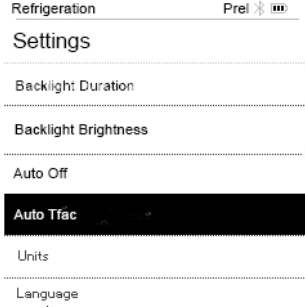 Refrigeration Prel
Settings
Backlight Duration
Backlight Brightness
Auto Off
Auto Tfac
Units
Language